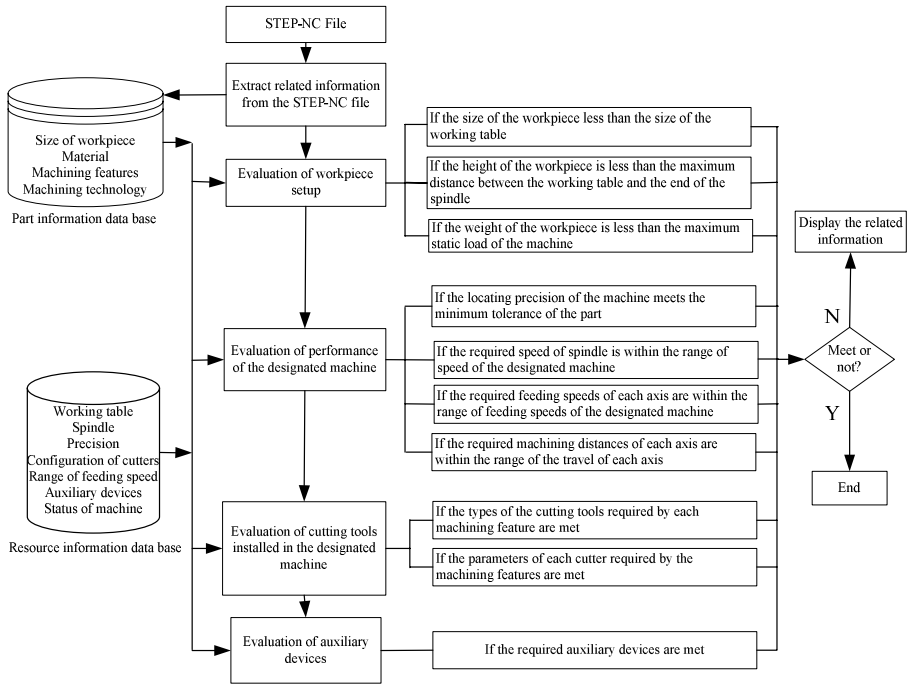 STEP-NC File
Extract related information
from the STEP-NC file
Size of workpiece
Material
Machining features
Machining technology
Part information data base
Evaluation of workpiece
setup
If the size of the workpiece less than the size of the
working table
If the height of the workpiece is less than the maximum
distance between the working table and the end of the
spindle
If the weight of the workpiece is less than the maximum
static load of the machine
Display the related
information
N
Meet or
not?
Y
End
Evaluation of performance
of the designated machine
If the locating precision of the machine meets the
minimum tolerance of the part
If the required speed of spindle is within the range of
speed of the designated machine
If the required feeding speeds of each axis are within the
range of feeding speeds of the designated machine
If the required machining distances of each axis are
within the range of the travel of each axis
Working table
Spindle
Precision
Configuration of cutters
Range of feeding speed
Auxiliary devices
Status of machine
Resource information data base
Evaluation of cutting tools
installed in the designated
machine
If the types of the cutting tools required by each
machining feature are met
If the parameters of each cutter required by the
machining features are met
Evaluation of auxiliary
devices
If the required auxiliary devices are met